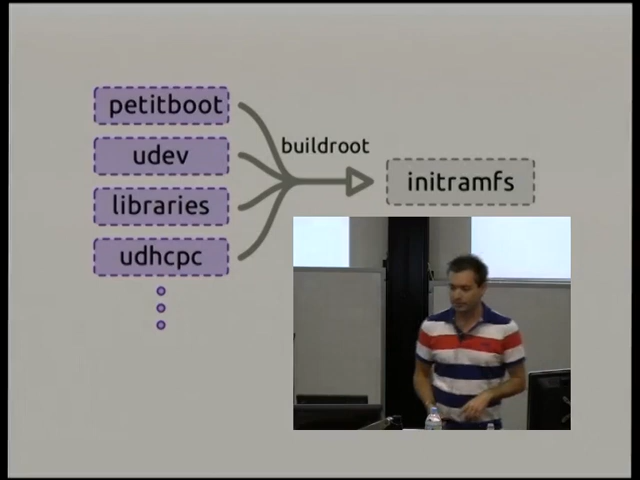 petitboot
udev
libraries
udhcpc
buildroot
initramfs